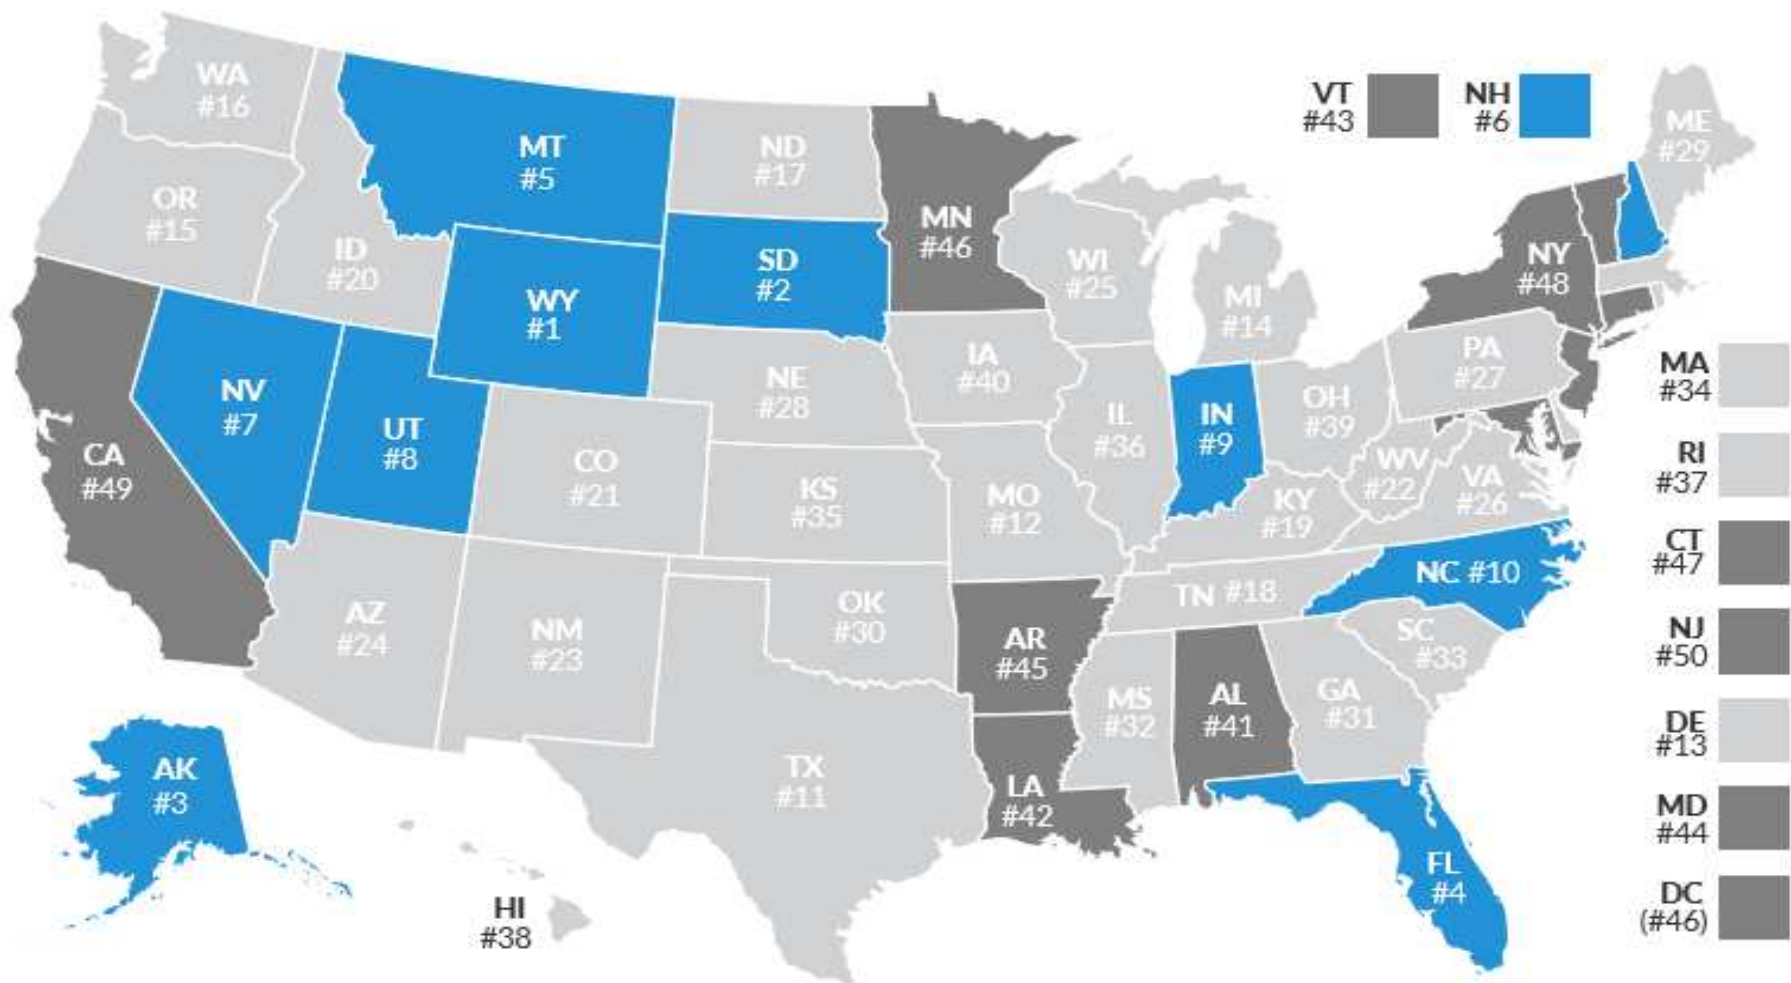 WA
#16
MT
#5
ND
#17
VT
#43
NH
#6
ME
#29
OR
#15
ID
#20
MN
#46
SD
#2
WI
#25
NY
#48
WY
#1
MI
#14
IA
#40
PA
#27
MA
#34
NV
#7
NE
#28
UT
#8
IL
#36
IN
#9
OH
#39
CA
#49
CO
#21
KS
#35
MO
#12
WV
#22
VA
#26
RI
#37
KY
#19
CT
#47
NC #10
TN #18
AZ
#24
NM
#23
OK
#30
AR
#45
SC
#33
NJ
#50
MS
#32
AL
#41
GA
#31
DE
#13
AK
#3
TX
#11
LA
#42
MD
#44
FL
#4
HI
#38
DC
(#46)